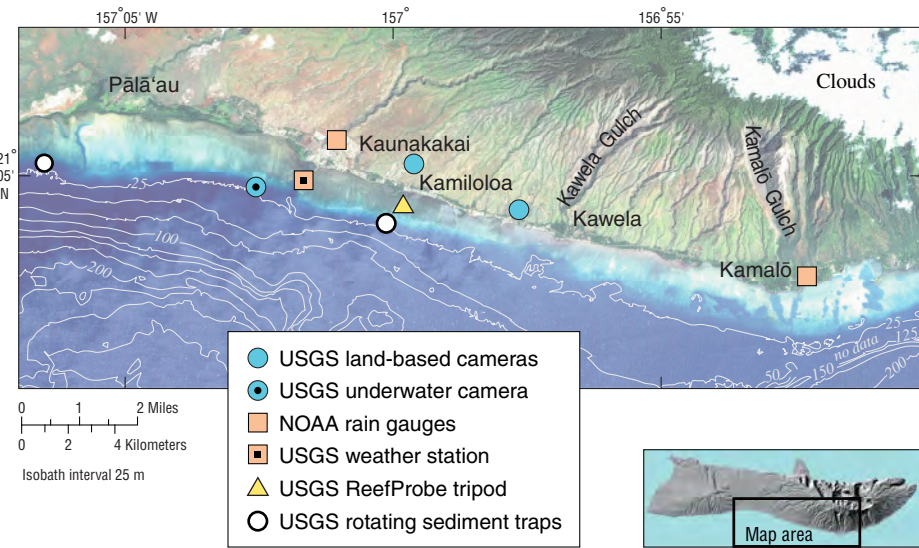 157°05' W
157°
156°55'
Pālā‘au
Clouds
Kaunakakai
Kawela Gulch
Kamalō Gulch
21°
05'
N
Kamiloloa
25
Kawela
100
Kamalō
200
25
no data
125
50
150
200
USGS land-based cameras
USGS underwater camera
NOAA rain gauges
USGS weather station
USGS ReefProbe tripod
USGS rotating sediment traps
0 1 2 Miles
0 2 4 Kilometers
Isobath interval 25 m
Map area